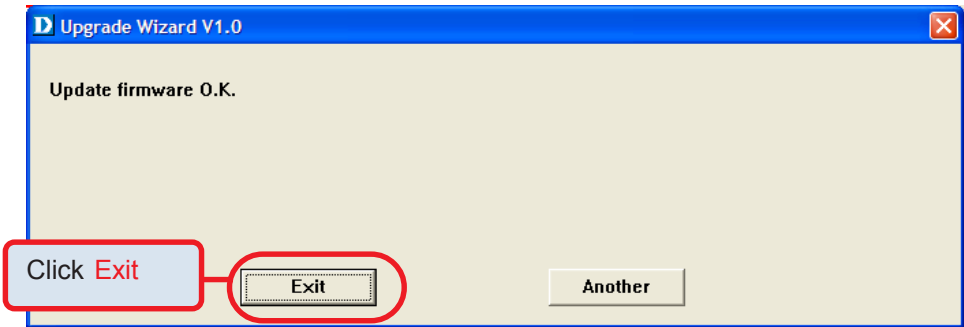 D Upgrade Wizard V1.0
Update firmware O.K.
Click Exit
Exit
Another